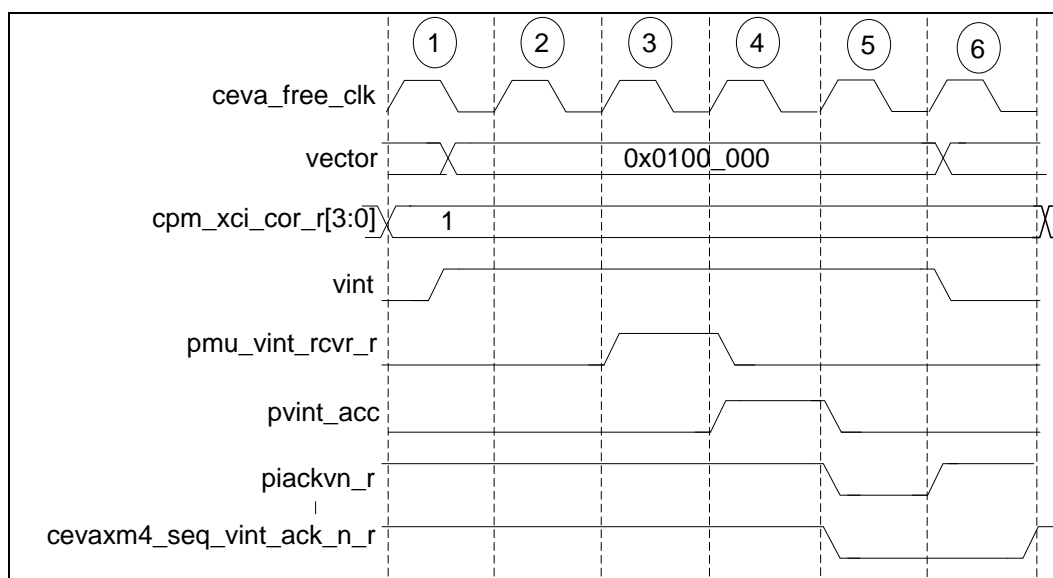 1 2 3 4 5 6
ceva_free_clk
vector 0x0100_000
cpm_xci_cor_r[3:0] 1
vint
pmu_vint_rcvr_r
pvint_acc
piackvn_r
cevaxm4_seq_vint_ack_n_r